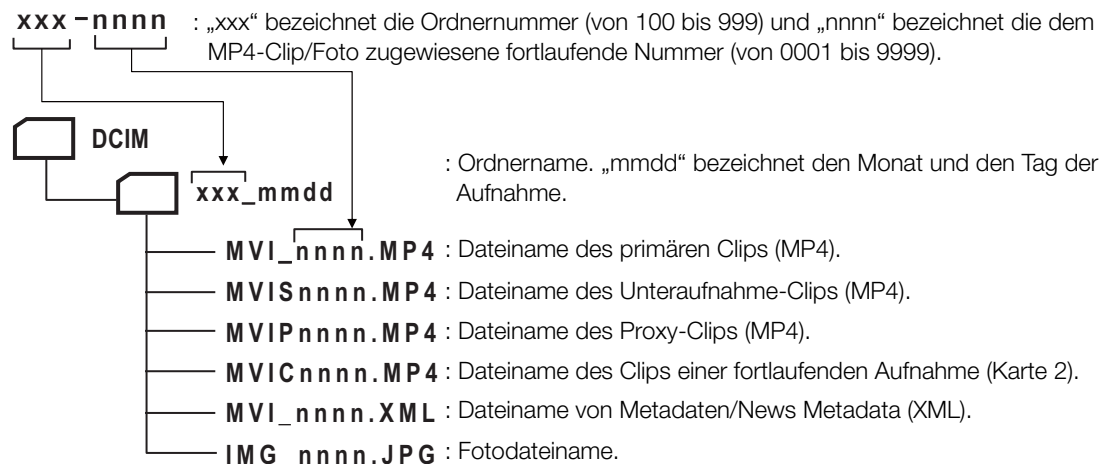 xxx-nnnn : „xxx“ bezeichnet die Ordnernummer (von 100 bis 999) und „nnnn“ bezeichnet die dem
MP4-Clip/Foto zugewiesene fortlaufende Nummer (von 0001 bis 9999).
DCIM
xxx_mmdd : Ordnername. „mmdd“ bezeichnet den Monat und den Tag der
Aufnahme.
MVI_nnnn.MP4 : Dateiname des primären Clips (MP4).
MVISnnnn.MP4 : Dateiname des Unteraufnahme-Clips (MP4).
MVIPnnnn.MP4 : Dateiname des Proxy-Clips (MP4).
MVICnnnn.MP4 : Dateiname des Clips einer fortlaufenden Aufnahme (Karte 2).
MVI_nnnn.XML : Dateiname von Metadaten/News Metadata (XML).
IMG nnnn.JPG : Fotodateiname.